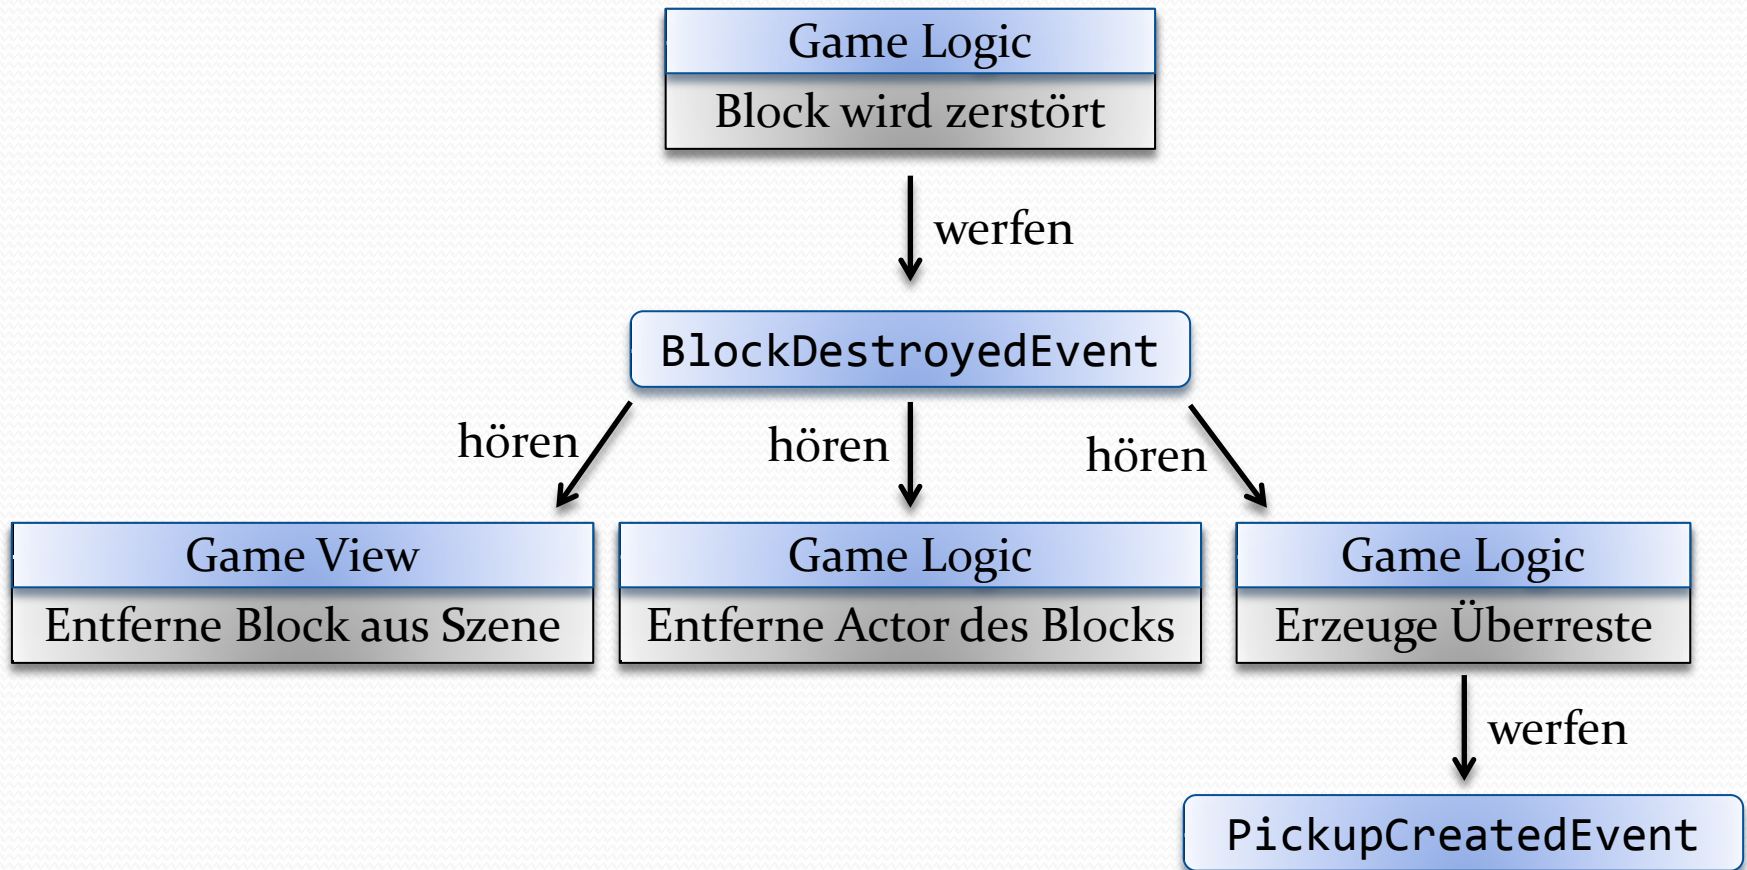 Game Logic
Block wird zerstört
werfen
BlockDestroyedEvent
hören
hören
hören
Game View
Entferne Block aus Szene
Game Logic
Entferne Actor des Blocks
Game Logic
Erzeuge Überreste
werfen
PickupCreatedEvent